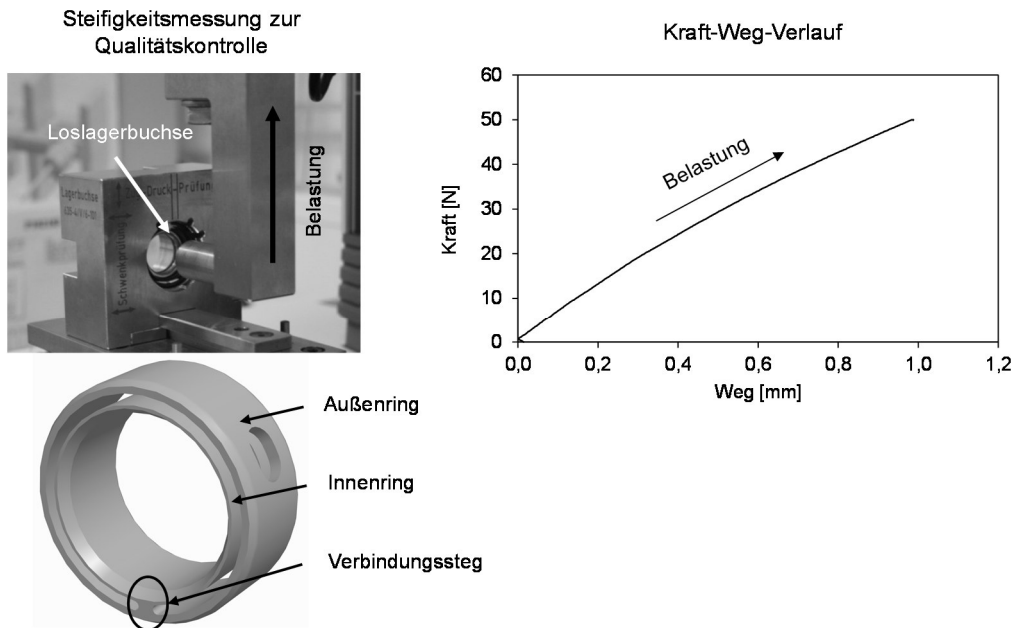 Steifigkeitsmessung zur
Qualitätskontrolle
Loslagerbuchse
Belastung
Lagerbuchse
-Druck-Prüfung
Schwenkprüfung
Außenring
Innenring
Verbindungssteg
Kraft-Weg-Verlauf
Kraft [N]
60
50
40
30
20
10
0
Belastung
0,0 0,2 0,4 0,6 0,8 1,0 1,2
Weg [mm]